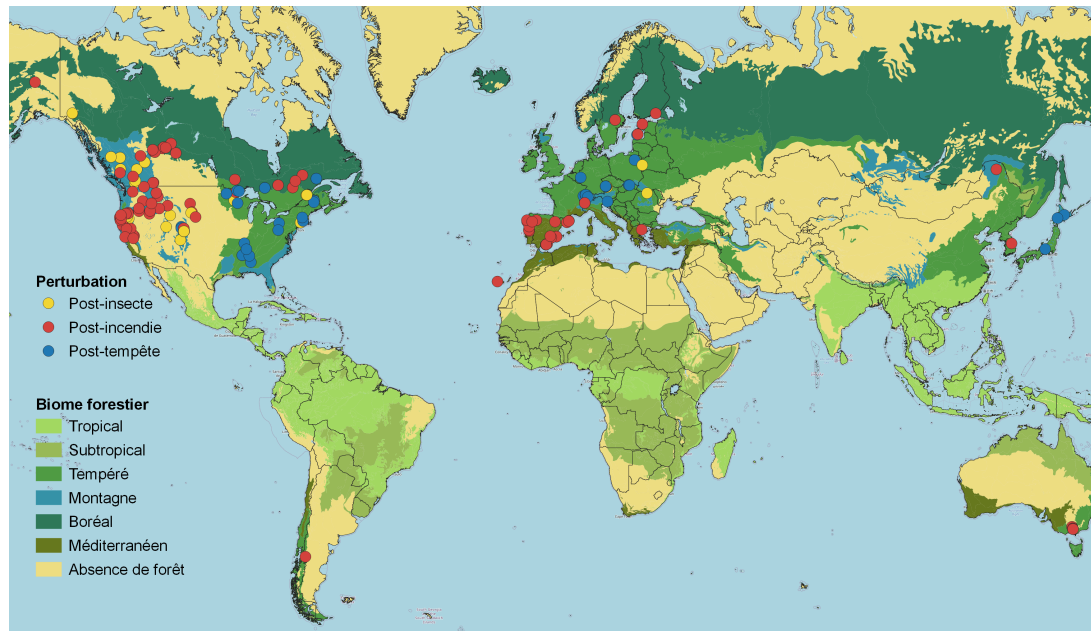 Perturbation
Post-insecte
Post-incendie
Post-tempête
Biome forestier
Tropical
Subtropical
Tempéré
Montagne
Boréal
Méditerranéen
Absence de forêt